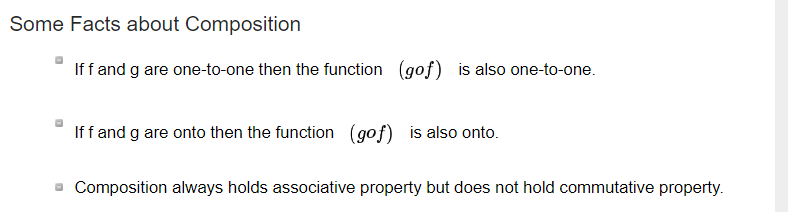 Some Facts about Composition
If f and g are one-to-one then the function (gof) is also one-to-one.
If f and g are onto then the function (gof) is also onto.
Composition always holds associative property but does not hold commutative property.